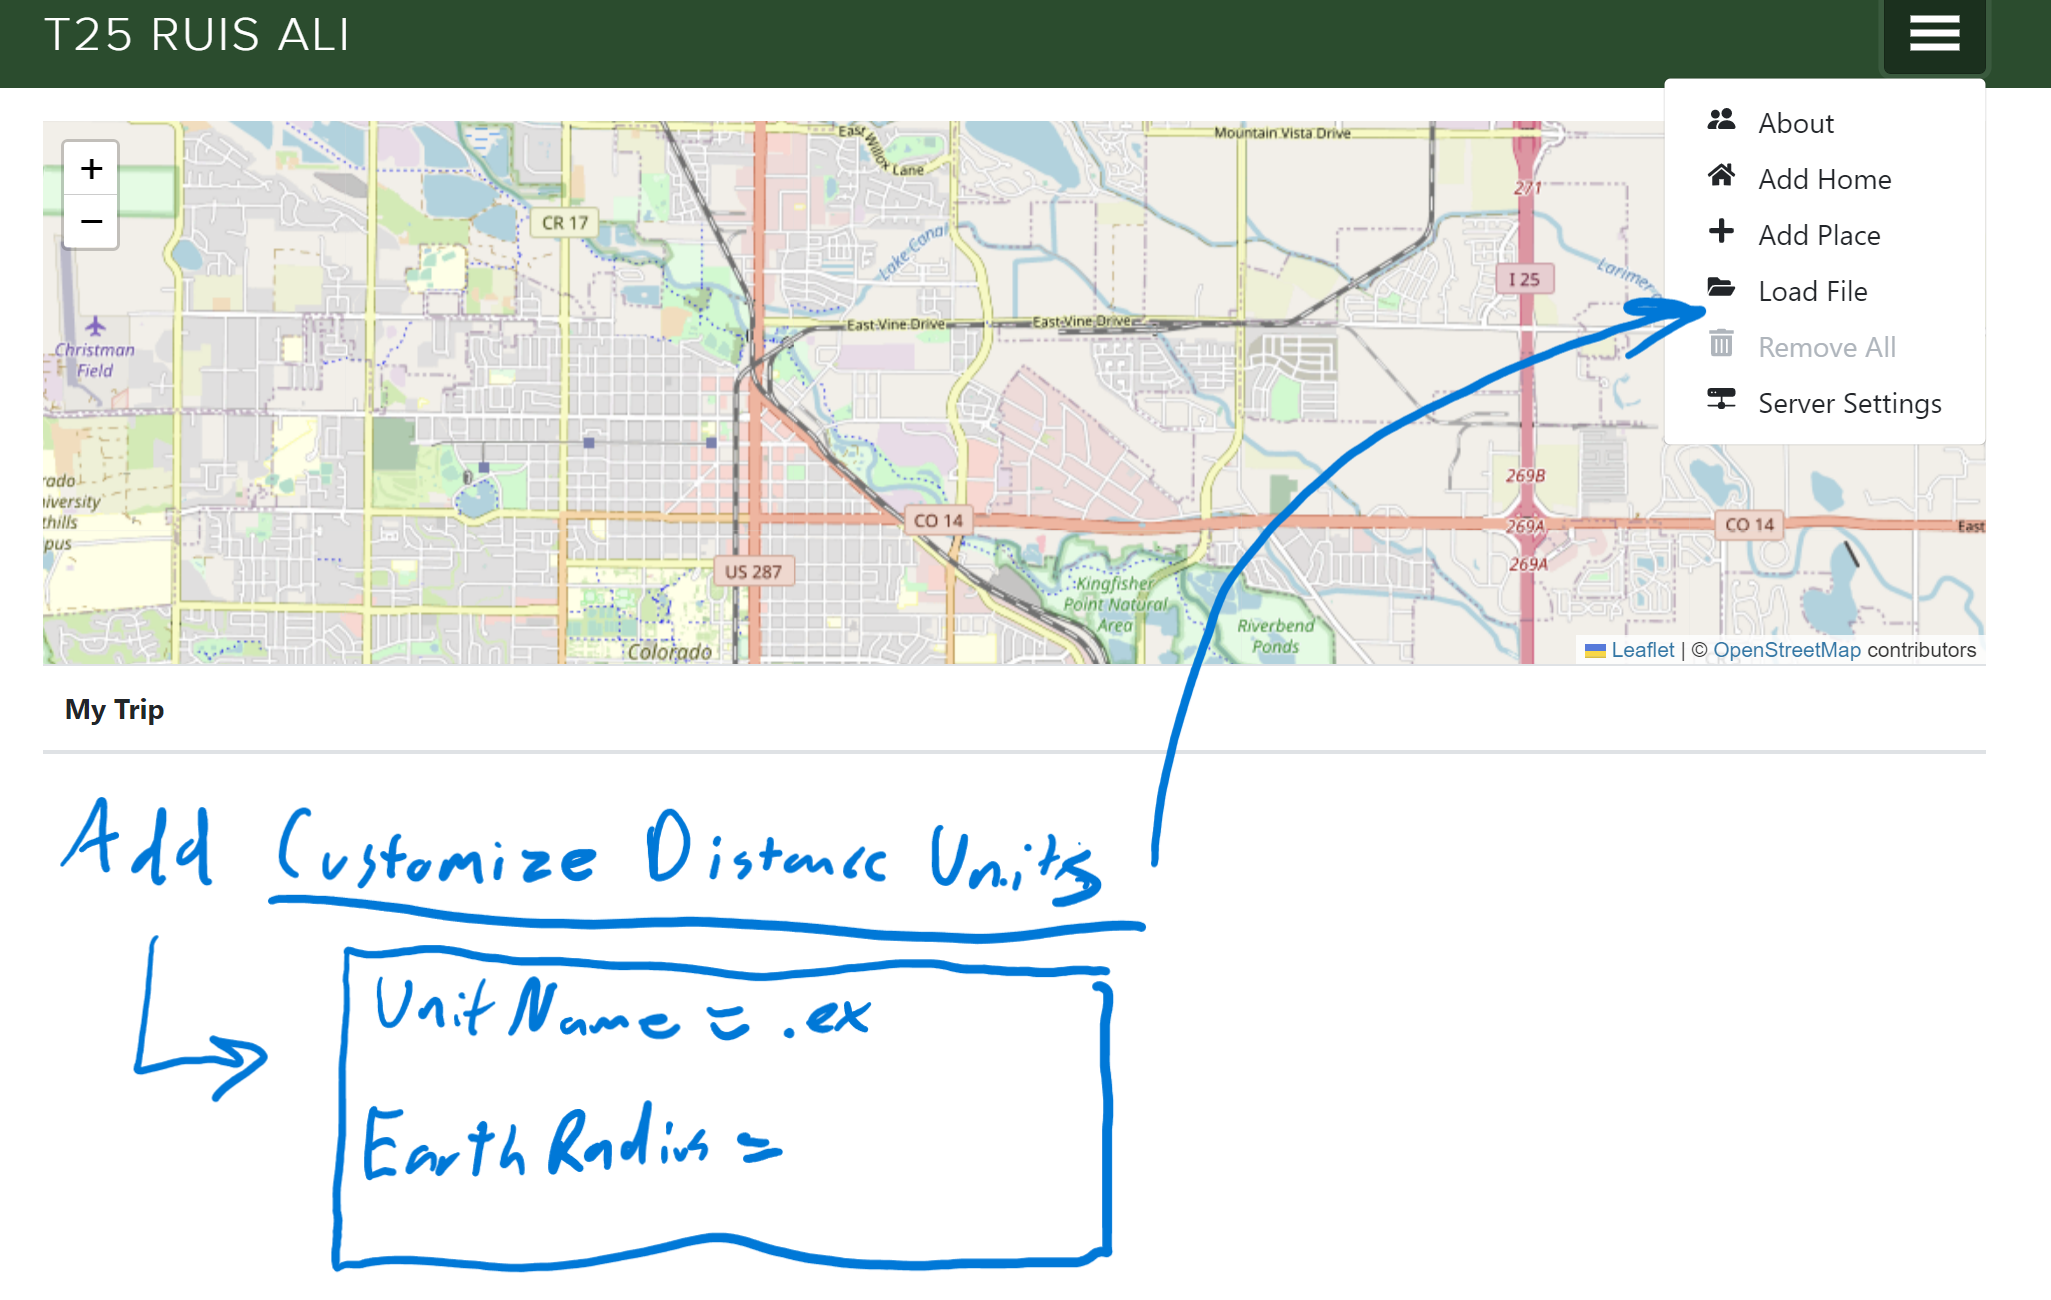 T25 RUIS ALI
About
Add Home
Add Place
Load File
Remove All
Server Settings
+
−
East Willox Lane
Mountain Vista Drive
271
CR 17
Lake Canal
I 25
Larimer
East Vine Drive
East Vine Drive
Christman
Field
269B
rado
iversity
thills
pus
CO 14
269A
CO 14
East
269A
US 287
Kingfisher
Point Natural
Area
Riverbend
Ponds
Colorado
Leaflet | © OpenStreetMap contributors
My Trip
Add Customize Distance Units
Unit Name = .ex
Earth Radius =